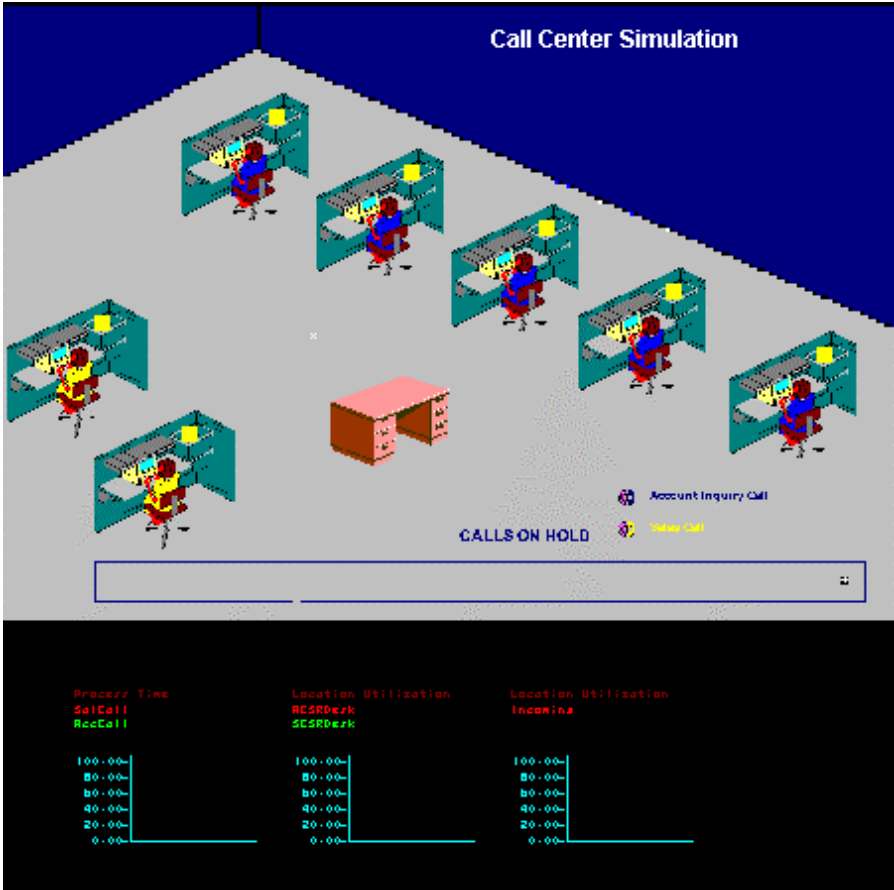 Call Center Simulation
Account Inquiry Call
CALLS ON HOLD
Sales Call
Process Time
SalCall
AccCall
100.00
80.00
60.00
40.00
20.00
0.00
Location Utilization
ACSRDesk
SCSRDesk
100.00
80.00
60.00
40.00
20.00
0.00
Location Utilization
Incoming
100.00
80.00
60.00
40.00
20.00
0.00